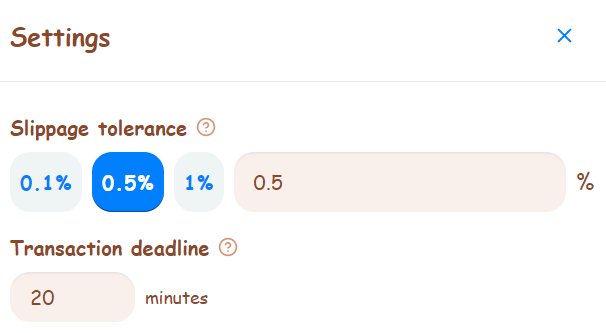 Settings
Slippage tolerance ?
0.1% 0.5% 1% 0.5 %
Transaction deadline ?
20 minutes